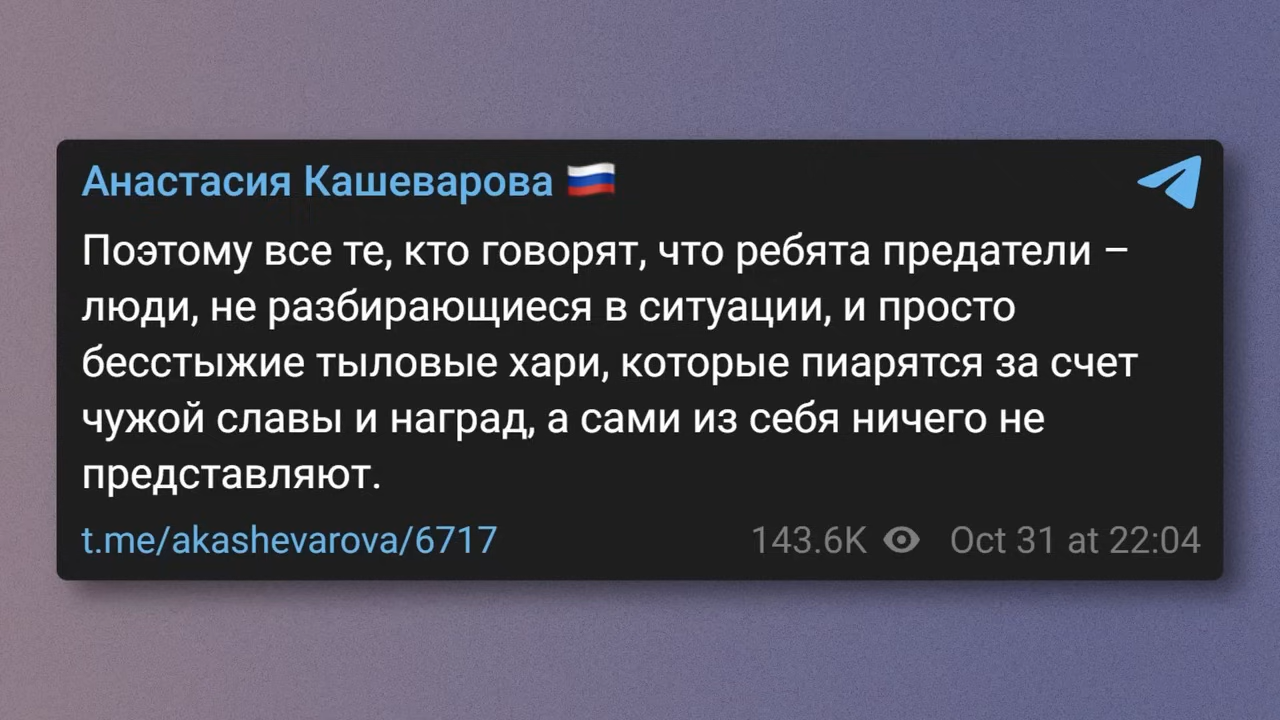 Анастасия Кашеварова 🇷🇺
Поэтому все те, кто говорят, что ребята предатели –
люди, не разбирающиеся в ситуации, и просто
бесстыжие тыловые хари, которые пиарятся за счет
чужой славы и наград, а сами из себя ничего не
представляют.
t.me/akashevarova/6717 143.6K Oct 31 at 22:04